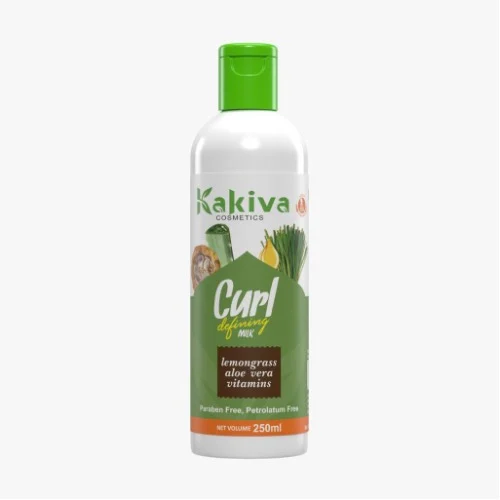 Kakiva
COSMETICS
Curl
defining
MILK
lemongrass
aloe vera
vitamins
Paraben Free, Petrolatum Free
NET VOLUME 250ml